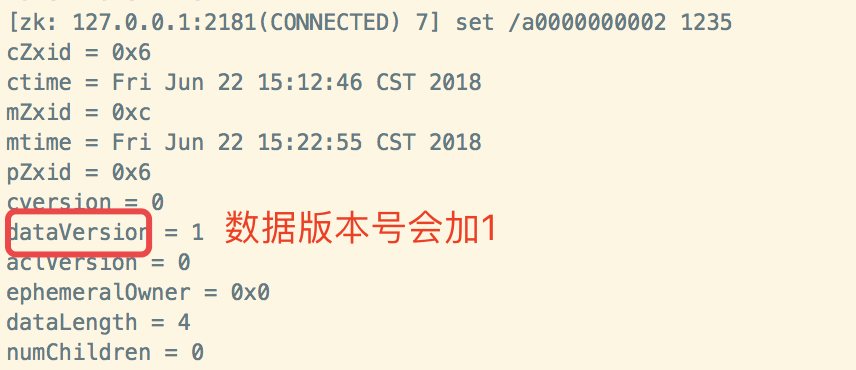 [zk: 127.0.0.1:2181(CONNECTED) 7] set /a0000000002 1235
cZxid = 0x6
ctime = Fri Jun 22 15:12:46 CST 2018
mZxid = 0xc
mtime = Fri Jun 22 15:22:55 CST 2018
pZxid = 0x6
cversion = 0
dataVersion = 1 数据版本号会加1
aclVersion = 0
ephemeralOwner = 0x0
dataLength = 4
numChildren = 0